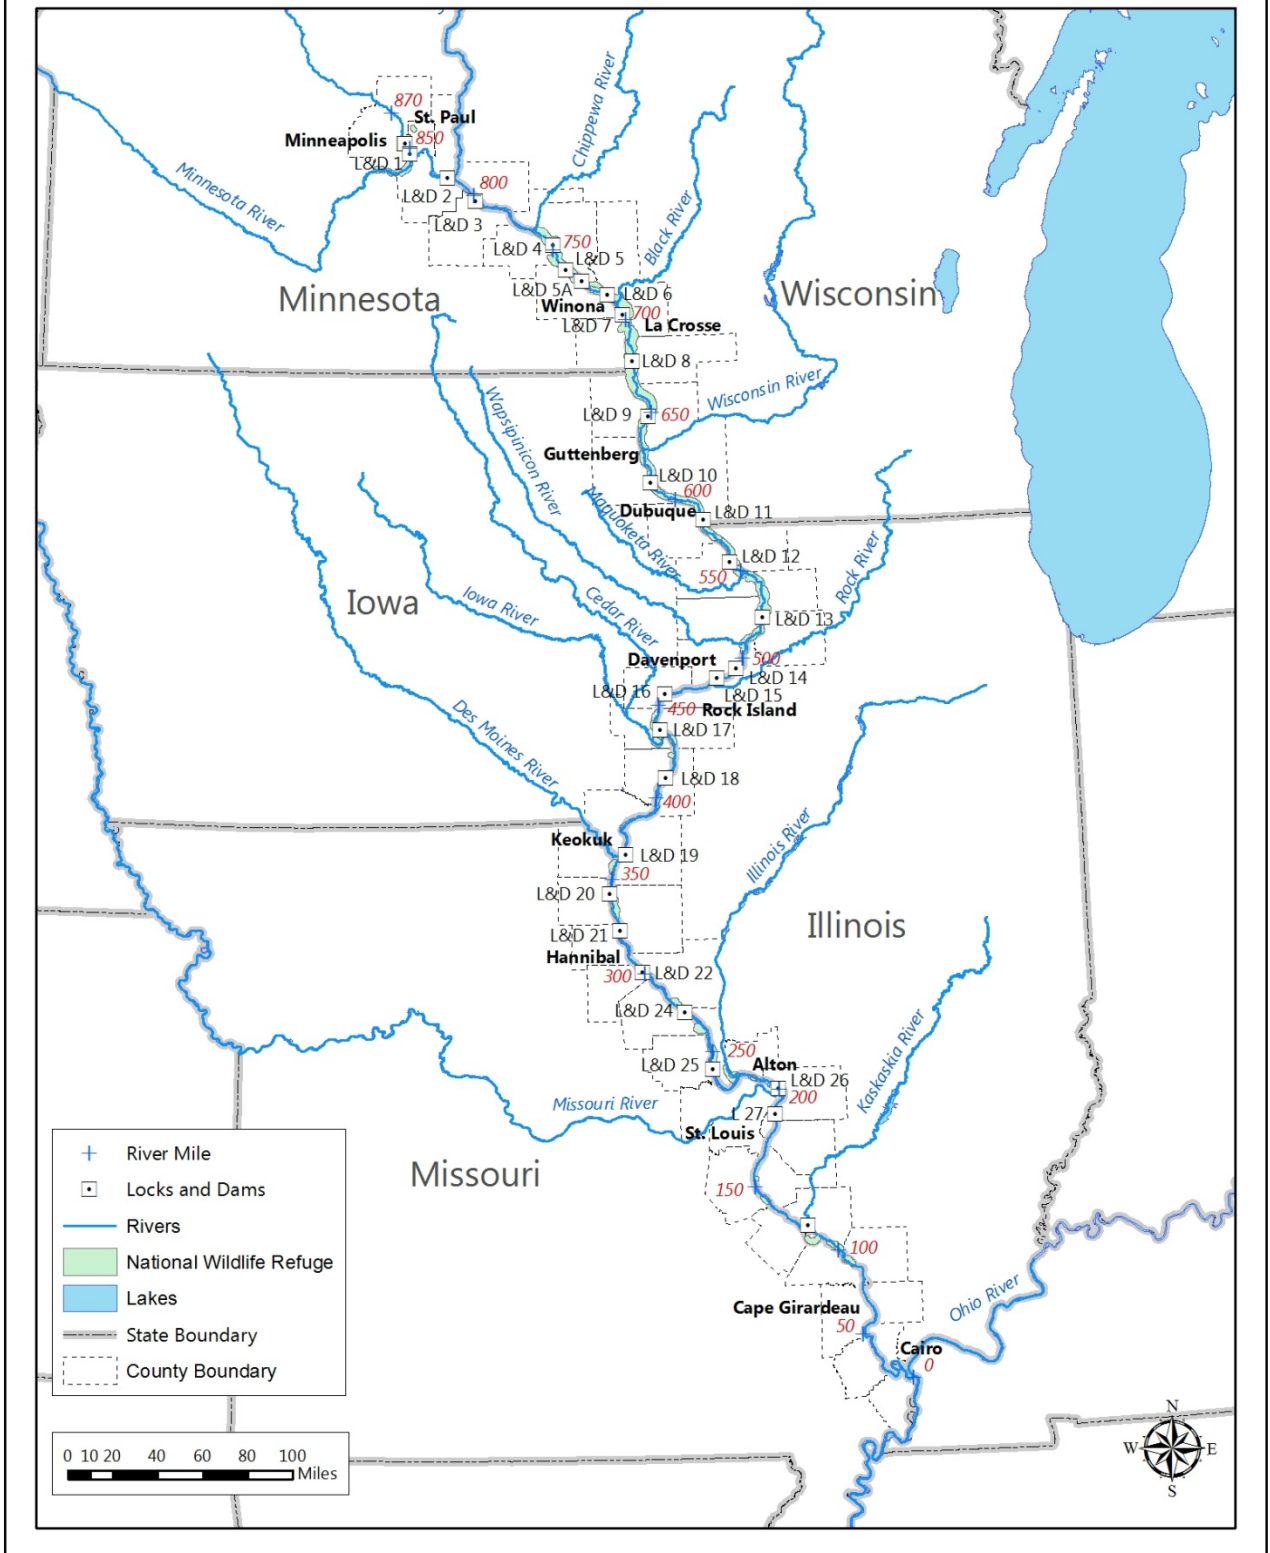 870
St. Paul
Minneapolis
850
L&D 1
Chippewa River
Minnesota River
L&D 2
800
L&D 3
Black River
L&D 4
750
L&D 5
L&D 5A
L&D 6
Minnesota
Wisconsin
Winona
700
L&D 7
La Crosse
L&D 8
Wisconsin River
L&D 9
650
Wapsipinicon River
Guttenberg
L&D 10
600
Maquoketa River
Dubuque
L&D 11
L&D 12
550
Rock River
Iowa
Iowa River
Cedar River
L&D 13
Davenport
500
L&D 14
L&D 15
L&D 16
450
Rock Island
Des Moines River
L&D 17
L&D 18
400
Keokuk
L&D 19
Illinois River
350
L&D 20
Illinois
L&D 21
Hannibal
300
L&D 22
L&D 24
250
L&D 25
Alton
L&D 26
Kaskaskia River
200
Missouri River
L 27
St. Louis
Missouri
150
100
Ohio River
Cape Girardeau
50
Cairo
0
River Mile
Locks and Dams
Rivers
National Wildlife Refuge
Lakes
State Boundary
County Boundary
0 10 20 40 60 80 100
Miles
N
W E
S